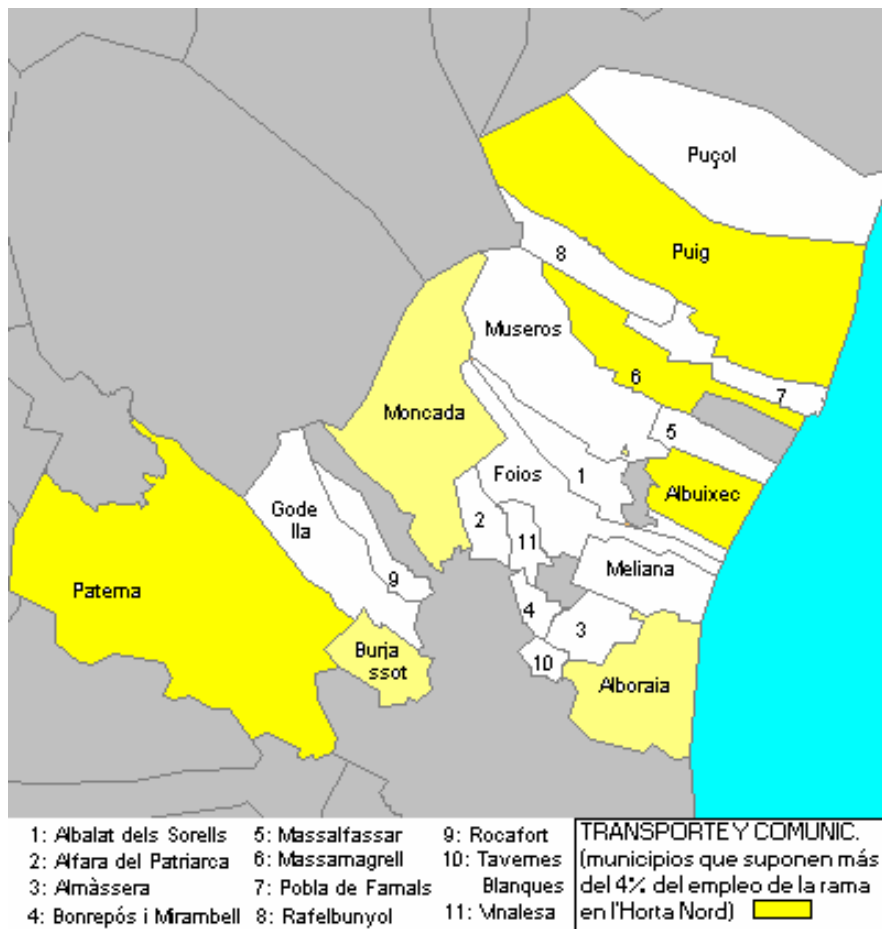 Puçol
Puig
8
Museros
7
6
Moncada
5
Foios
1
Albuixec
Gode
lla
2
11
Meliana
9
Paterna
4
3
Burja
ssot
10
Alboraia
1: Albalat dels Sorells
2: Alfara del Patriarca
3: Almàssera
4: Bonrepós i Mirambell
5: Massalfassar
6: Massamagrell
7: Pobla de Farnals
8: Rafelbunyol
9: Rocafort
10: Tavernes
Blanques
11: Vinalesa
TRANSPORTE Y COMUNIC.
(municipios que suponen más
del 4% del empleo de la rama
en l'Horta Nord)